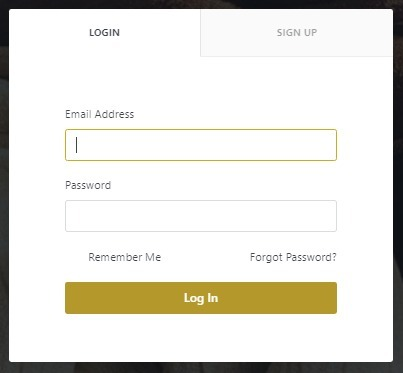 LOGIN
SIGN UP
Email Address
Password
Remember Me
Forgot Password?
Log In